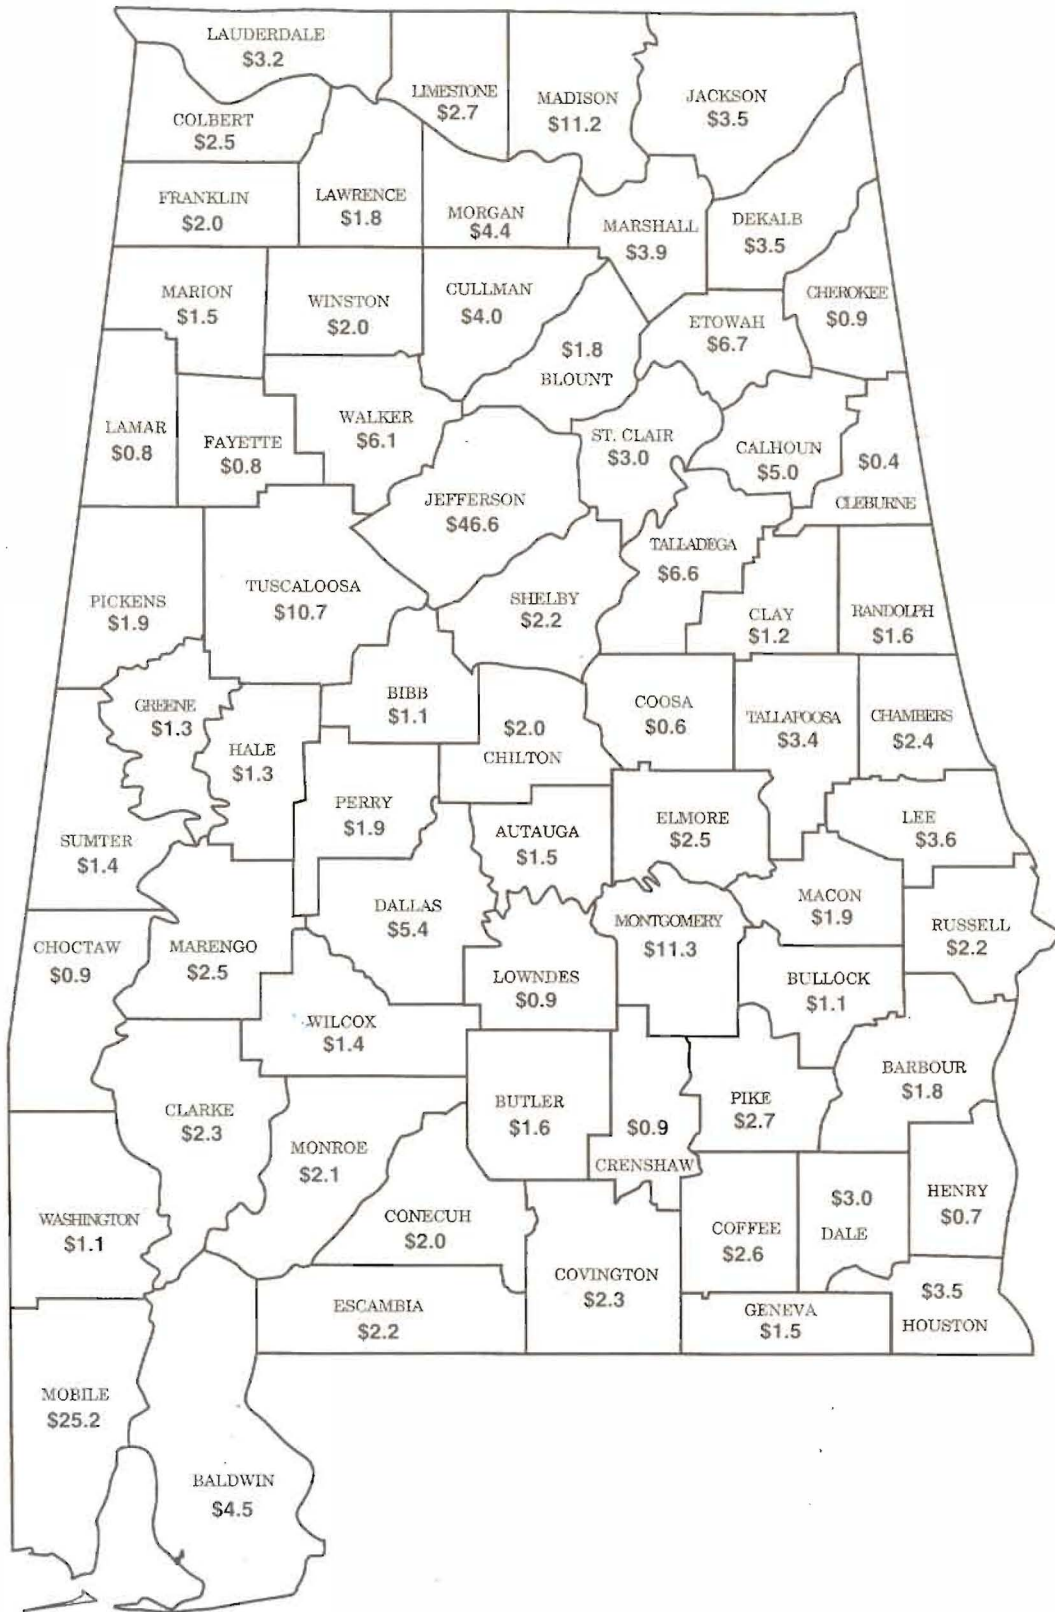 LAUDERDALE
$3.2
LIMESTONE
$2.7
MADISON
$11.2
JACKSON
$3.5
COLBERT
$2.5
FRANKLIN
$2.0
LAWRENCE
$1.8
MORGAN
$4.4
MARSHALL
$3.9
DEKALB
$3.5
MARION
$1.5
WINSTON
$2.0
CULLMAN
$4.0
$1.8
BLOUNT
ETOWAH
$6.7
CHEROKEE
$0.9
LAMAR
$0.8
FAYETTE
$0.8
WALKER
$6.1
ST. CLAIR
$3.0
CALHOUN
$5.0
$0.4
CLEBURNE
JEFFERSON
$46.6
PICKENS
$1.9
TUSCALOOSA
$10.7
SHELBY
$2.2
TALLADEGA
$6.6
CLAY
$1.2
RANDOLPH
$1.6
GREENE
$1.3
HALE
$1.3
BIBB
$1.1
$2.0
CHILTON
COOSA
$0.6
TALLAPOOSA
$3.4
CHAMBERS
$2.4
SUMTER
$1.4
PERRY
$1.9
AUTAUGA
$1.5
ELMORE
$2.5
LEE
$3.6
CHOCTAW
$0.9
MARENGO
$2.5
DALLAS
$5.4
LOWNDES
$0.9
MONTGOMERY
$11.3
MACON
$1.9
RUSSELL
$2.2
BULLOCK
$1.1
WILCOX
$1.4
CLARKE
$2.3
MONROE
$2.1
BUTLER
$1.6
$0.9
CRENSHAW
PIKE
$2.7
BARBOUR
$1.8
WASHINGTON
$1.1
CONECUH
$2.0
COFFEE
$2.6
$3.0
DALE
HENRY
$0.7
ESCAMBIA
$2.2
COVINGTON
$2.3
GENEVA
$1.5
$3.5
HOUSTON
MOBILE
$25.2
BALDWIN
$4.5